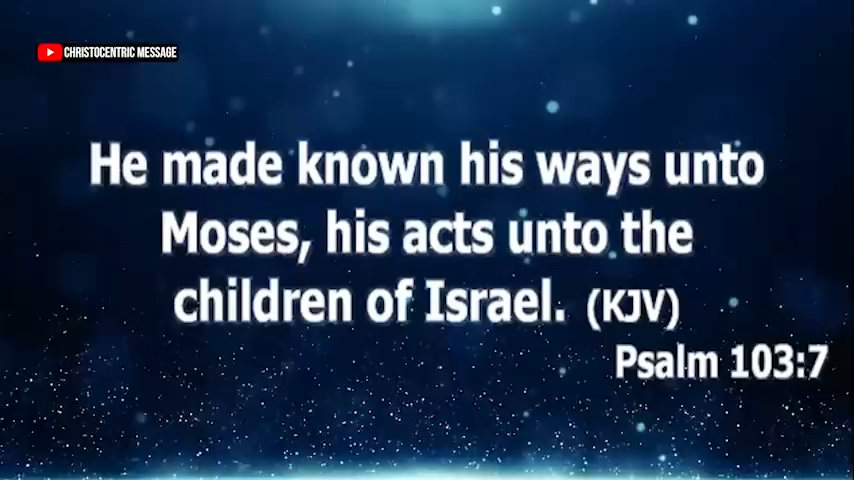 CHRISTOCENTRIC MESSAGE
He made known his ways unto
Moses, his acts unto the
children of Israel. (KJV)
Psalm 103:7